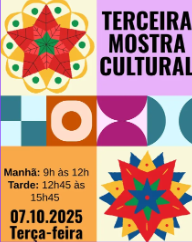 TERCEIRA
MOSTRA
CULTURAL
Manhã: 9h às 12h
Tarde: 12h45 às
15h45
07.10.2025
Terça-feira